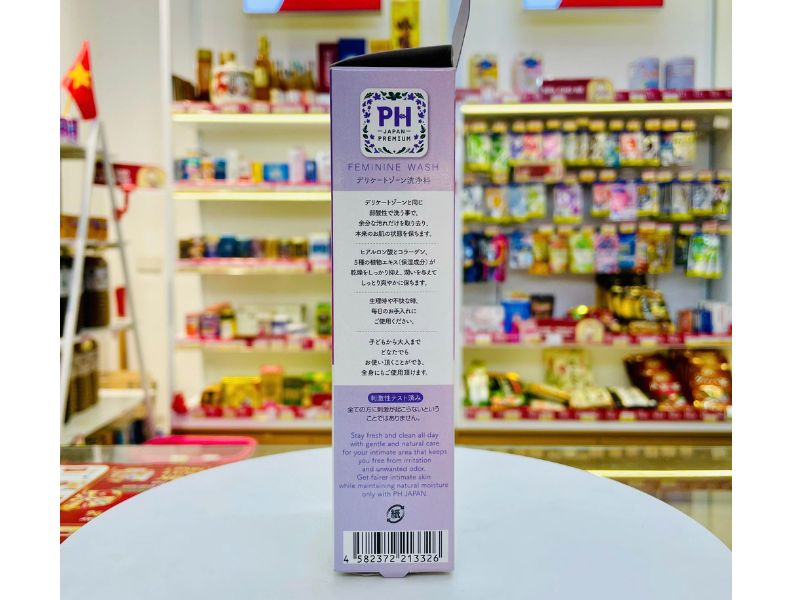 PH
JAPAN
PREMIUM
FEMININE WASH
デリケートゾーン洗浄料
デリケートゾーンと同じ
弱酸性で洗う事で、
余分な汚れだけを取り去り、
本来のお肌の状態を保ちます。
ヒアルロン酸とコラーゲン、
5種の植物エキス(保湿成分)が
乾燥をしっかり抑え、潤いを与えて
しっとり爽やかに保ちます。
生理時や不快な時、
毎日のお手入れに
ご使用ください。
子どもから大人まで
どなたでも
お使い頂くことができ、
全身にもご使用頂けます。
刺激性テスト済み
全ての方に刺激が起こらないという
ことではありません。
Stay fresh and clean all day
with gentle and natural care
for your intimate area that keeps
you free from irritation
and unwanted odor.
Get fairer intimate skin
while maintaining natural moisture
only with PH JAPAN.
紙
4 582372 213326